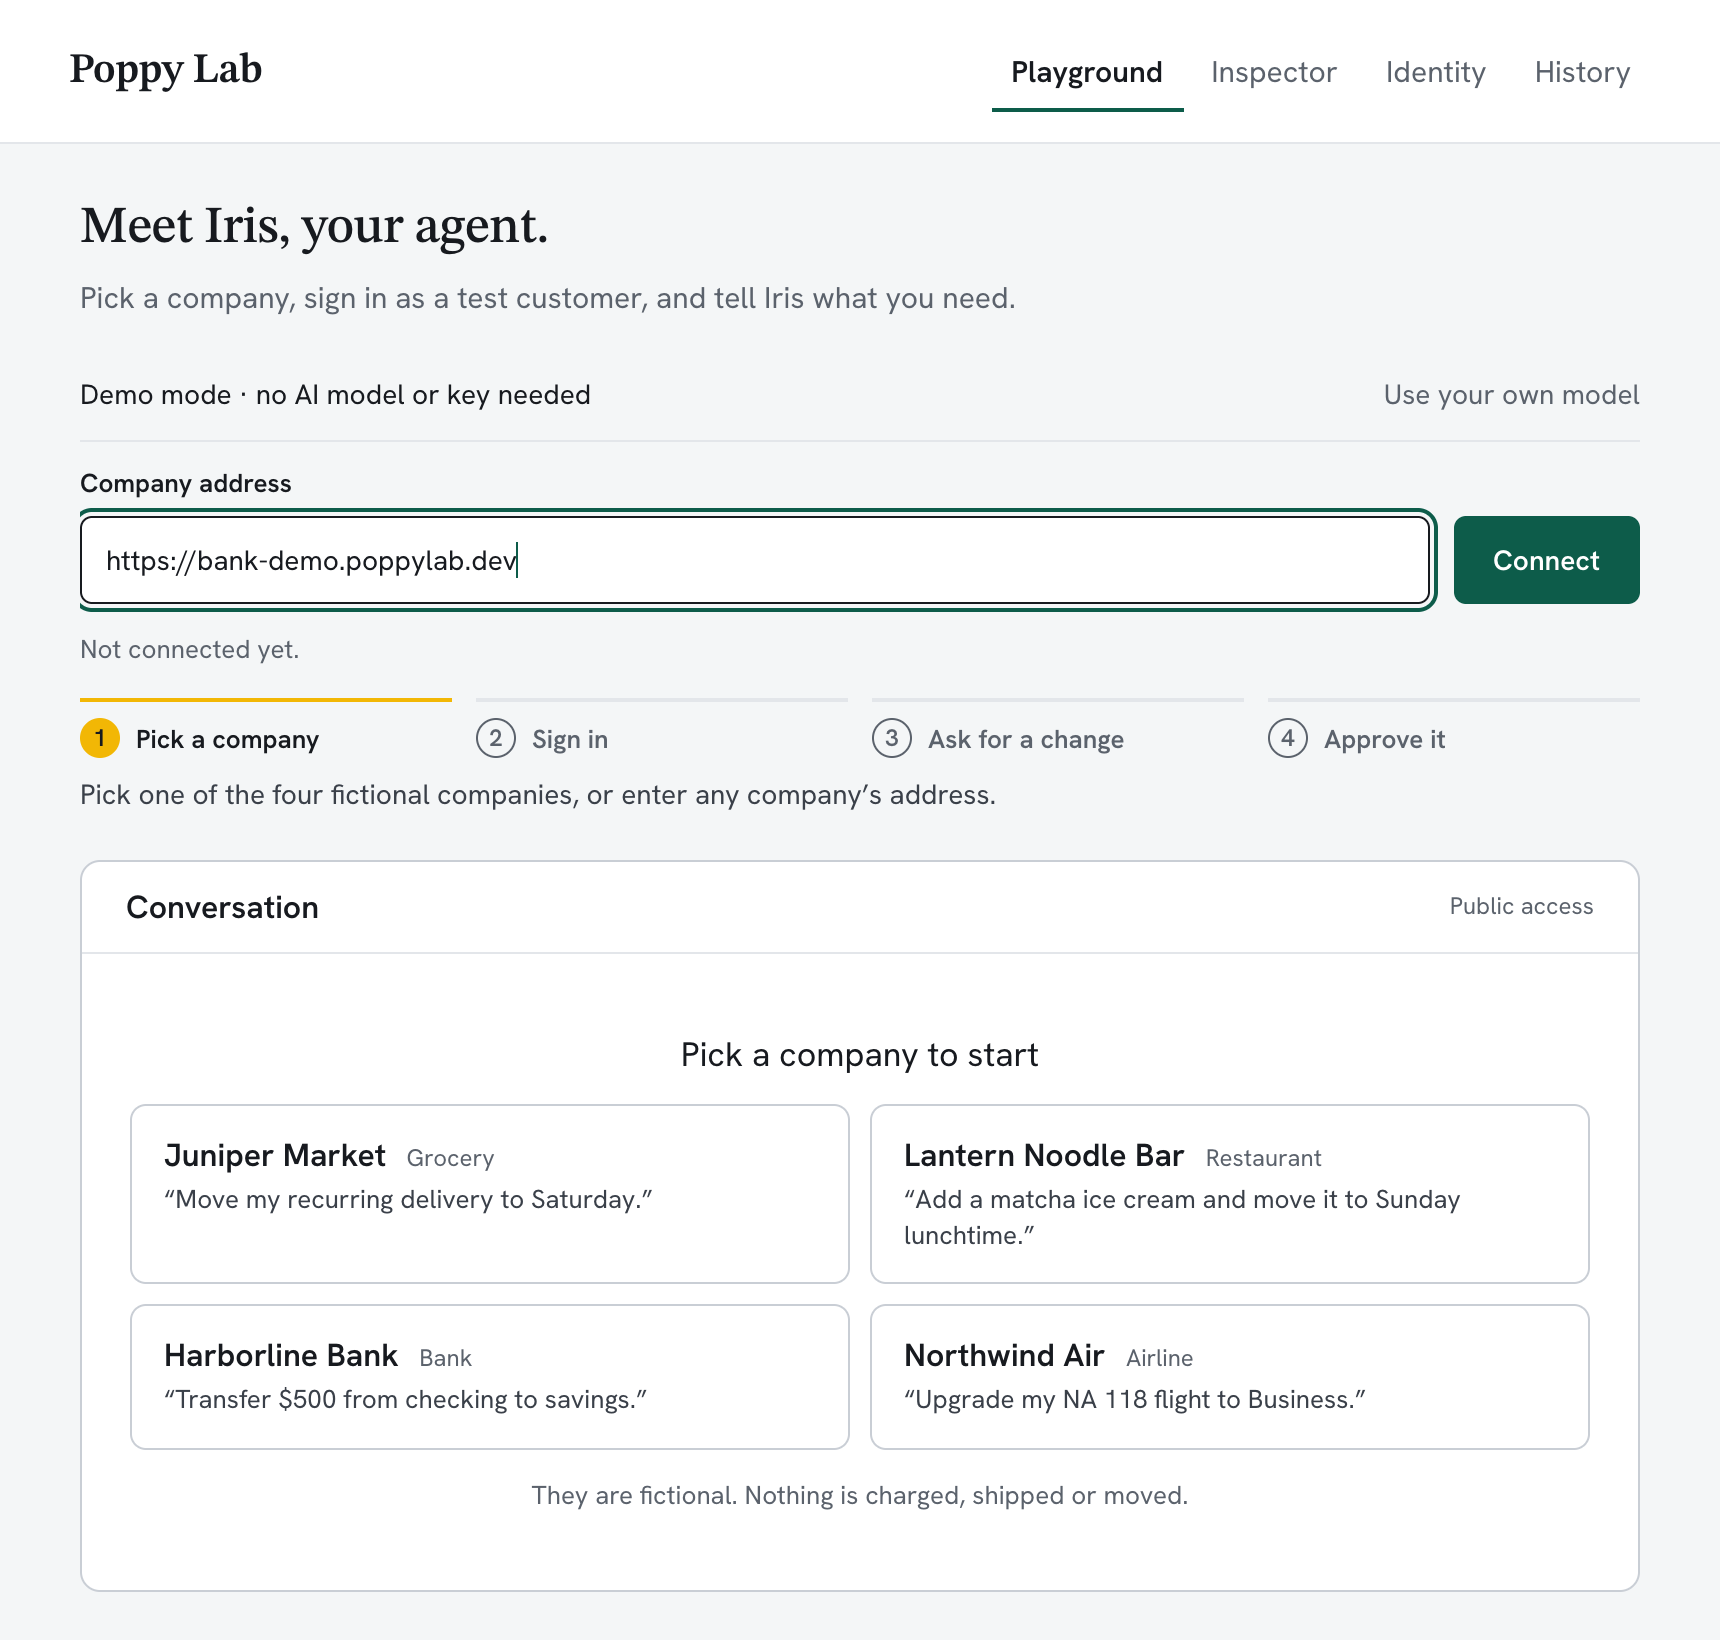 Poppy Lab
Playground
Inspector
Identity
History
Meet Iris, your agent.
Pick a company, sign in as a test customer, and tell Iris what you need.
Demo mode · no AI model or key needed
Use your own model
Company address
https://bank-demo.poppylab.dev
Connect
Not connected yet.
1 Pick a company
2 Sign in
3 Ask for a change
4 Approve it
Pick one of the four fictional companies, or enter any company’s address.
Conversation
Public access
Pick a company to start
Juniper Market Grocery
“Move my recurring delivery to Saturday.”
Lantern Noodle Bar Restaurant
“Add a matcha ice cream and move it to Sunday
lunchtime.”
Harborline Bank Bank
“Transfer $500 from checking to savings.”
Northwind Air Airline
“Upgrade my NA 118 flight to Business.”
They are fictional. Nothing is charged, shipped or moved.